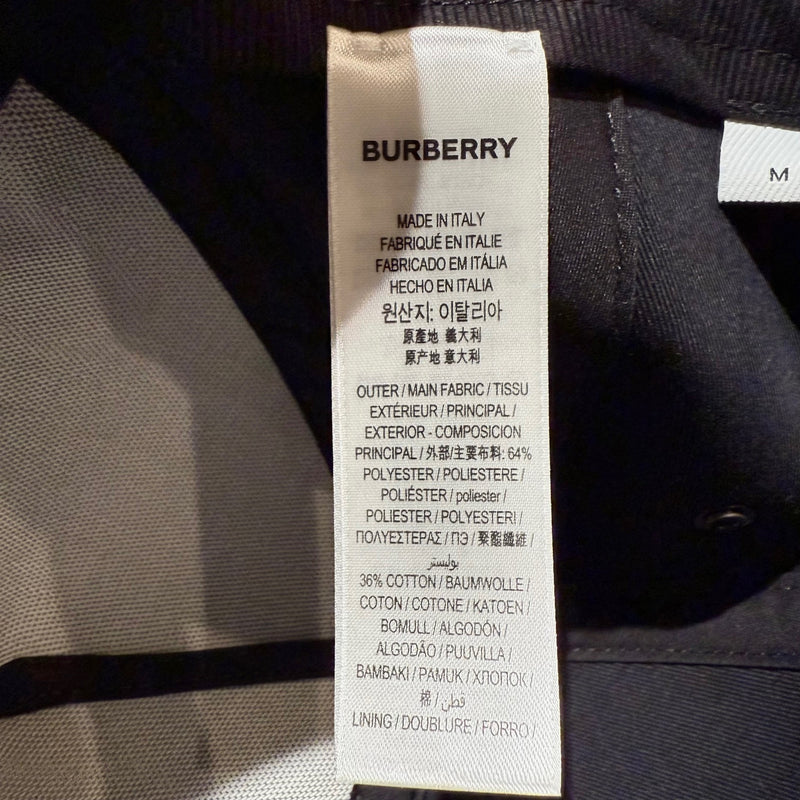 BURBERRY
M
MADE IN ITALY
FABRIQUÉ EN ITALIE
FABRICADO EM ITÁLIA
HECHO EN ITALIA
원산지: 이탈리아
原產地 義大利
原产地 意大利
OUTER / MAIN FABRIC / TISSU
EXTÉRIEUR / PRINCIPAL /
EXTERIOR - COMPOSICION
PRINCIPAL / 外部/主要布料: 64%
POLYESTER / POLIESTERE /
POLIÉSTER / poliester /
POLIESTER / POLYESTERI /
ΠΟΛΥΕΣΤΕΡΑΣ / ПЭ / 聚酯纖維 /
بوليستر
36% COTTON / BAUMWOLLE /
COTON / COTONE / KATOEN /
BOMULL / ALGODÓN /
ALGODÃO / PUUVILLA /
BAMBAKI / PAMUK / ХЛОПОК /
棉 / قطن /
LINING / DOUBLURE / FORRO /